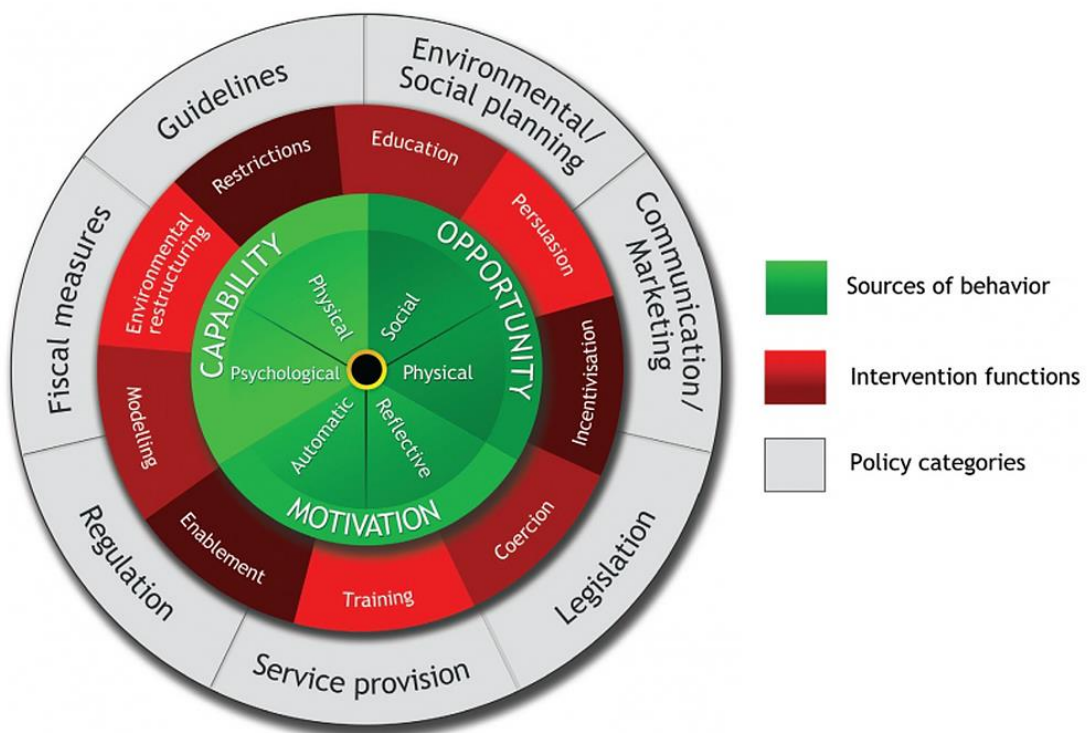 Guidelines
Environmental/
Social planning
Communication/
Marketing
Legislation
Service provision
Regulation
Fiscal measures
Restrictions
Education
Persuasion
Incentivisation
Coercion
Training
Enablement
Modelling
Environmental
restructuring
CAPABILITY
OPPORTUNITY
MOTIVATION
Physical
Social
Psychological
Physical
Automatic
Reflective
Sources of behavior
Intervention functions
Policy categories